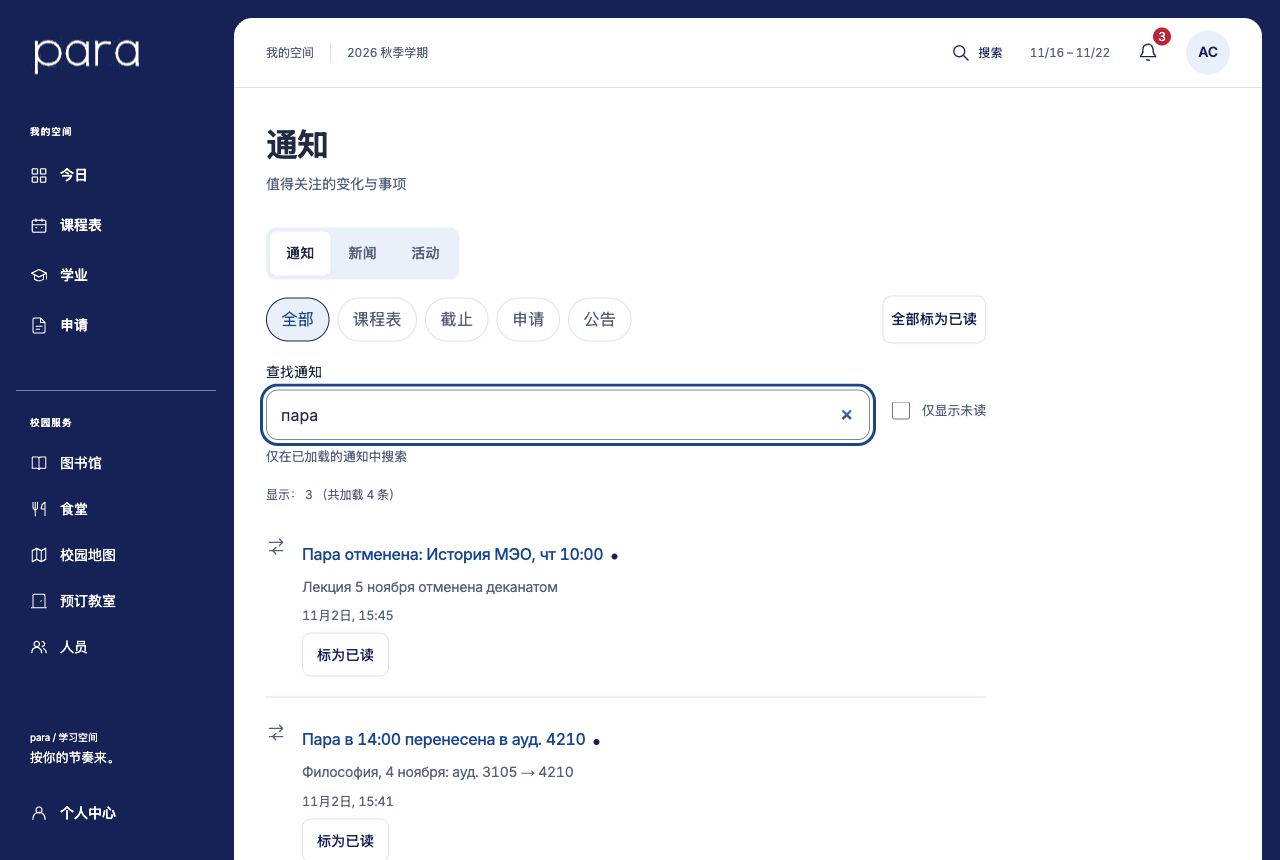 para
我的空间
今日
课程表
学业
申请
校园服务
图书馆
食堂
校园地图
预订教室
人员
para / 学习空间
按你的节奏来。
个人中心
我的空间
2026 秋季学期
搜索
11/16 – 11/22
3
AC
通知
值得关注的变化与事项
通知 新闻 活动
全部 课程表 截止 申请 公告
全部标为已读
查找通知
пара
仅显示未读
仅在已加载的通知中搜索
显示： 3 （共加载 4 条）
Пара отменена: История МЭО, чт 10:00
Лекция 5 ноября отменена деканатом
11月2日, 15:45
标为已读
Пара в 14:00 перенесена в ауд. 4210
Философия, 4 ноября: ауд. 3105 → 4210
11月2日, 15:41
标为已读